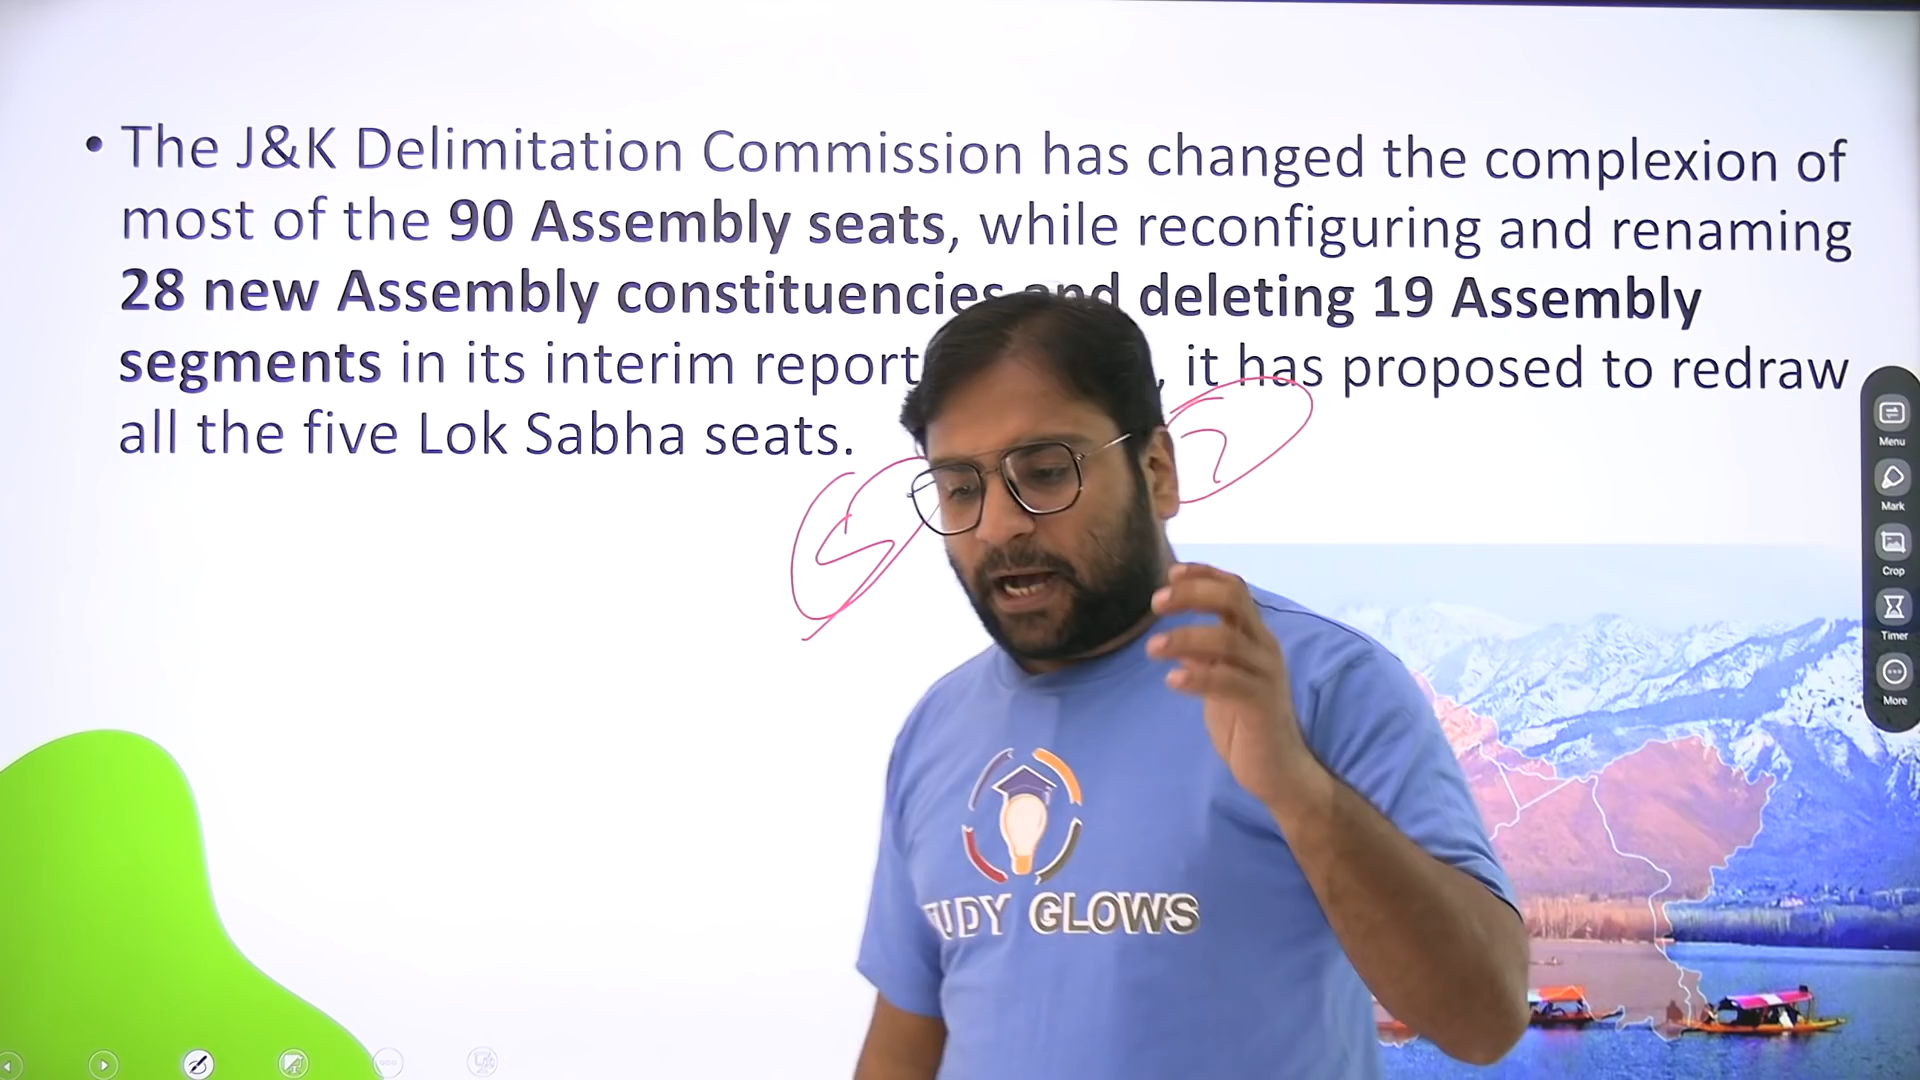 • The J&K Delimitation Commission has changed the complexion of
most of the 90 Assembly seats, while reconfiguring and renaming
28 new Assembly constituencies and deleting 19 Assembly
segments in its interim report , it has proposed to redraw
all the five Lok Sabha seats.
Menu
Mark
Crop
Timer
More
UDY GLOWS